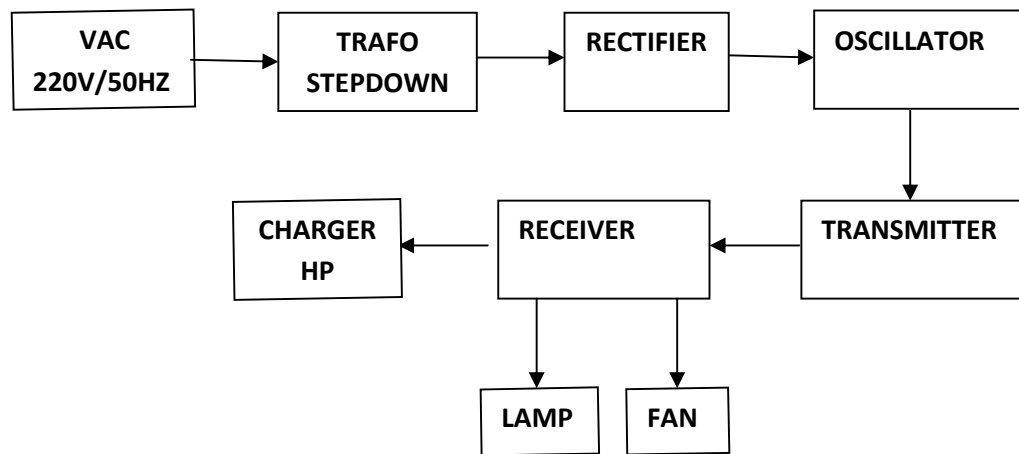 VAC
220V/50HZ
TRAFO
STEPDOWN
RECTIFIER
OSCILLATOR
CHARGER
HP
RECEIVER
TRANSMITTER
LAMP
FAN